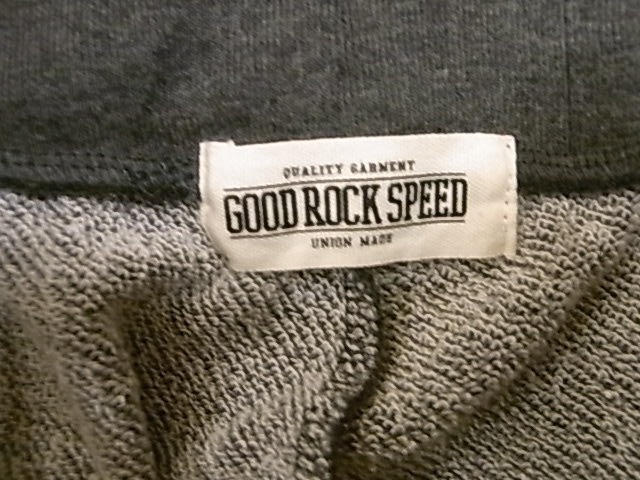 QUALITY GARMENT
GOOD ROCK SPEED
UNION MADE